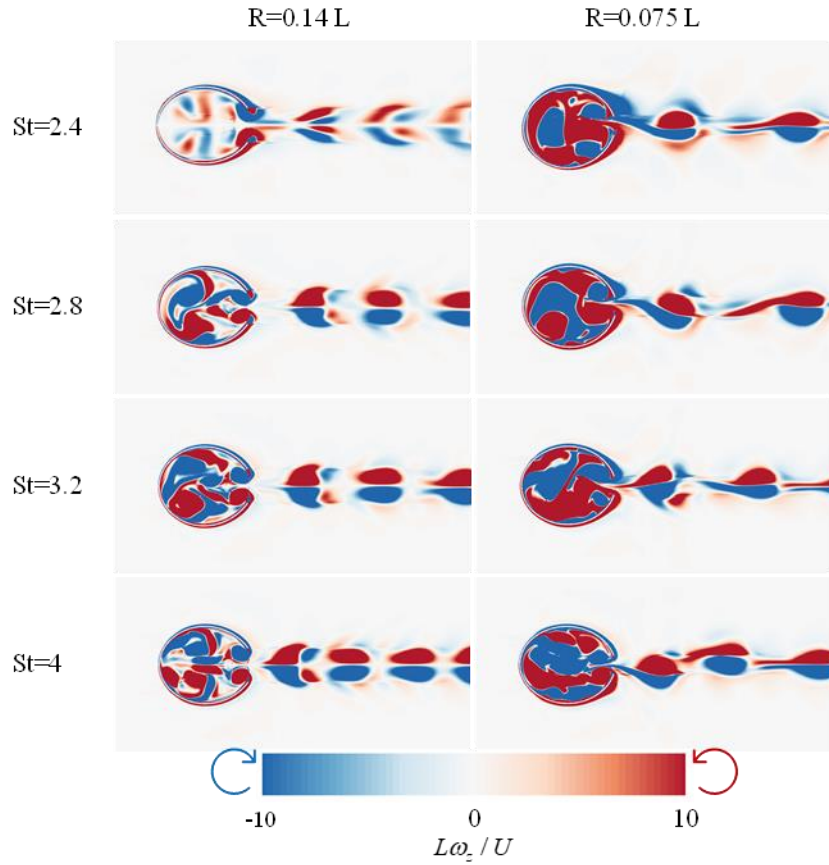 R=0.14 L
R=0.075 L
St=2.4
St=2.8
St=3.2
St=4
-10
0
10
Lω_z / U